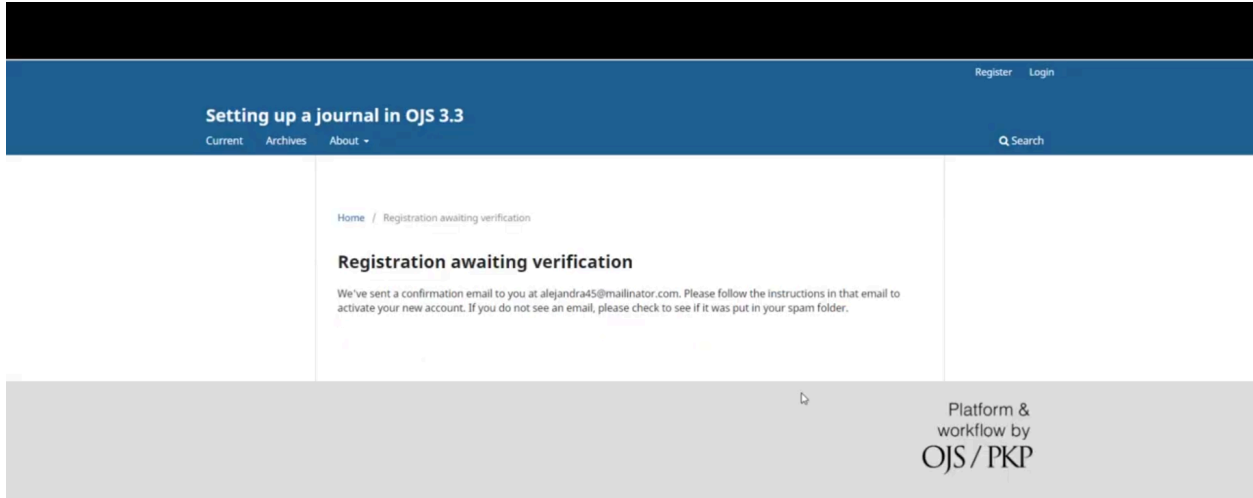 Register Login
Setting up a journal in OJS 3.3
Current Archives About Search
Home / Registration awaiting verification
Registration awaiting verification
We've sent a confirmation email to you at alejandra45@mailinator.com. Please follow the instructions in that email to
activate your new account. If you do not see an email, please check to see if it was put in your spam folder.
Platform &
workflow by
OJS / PKP